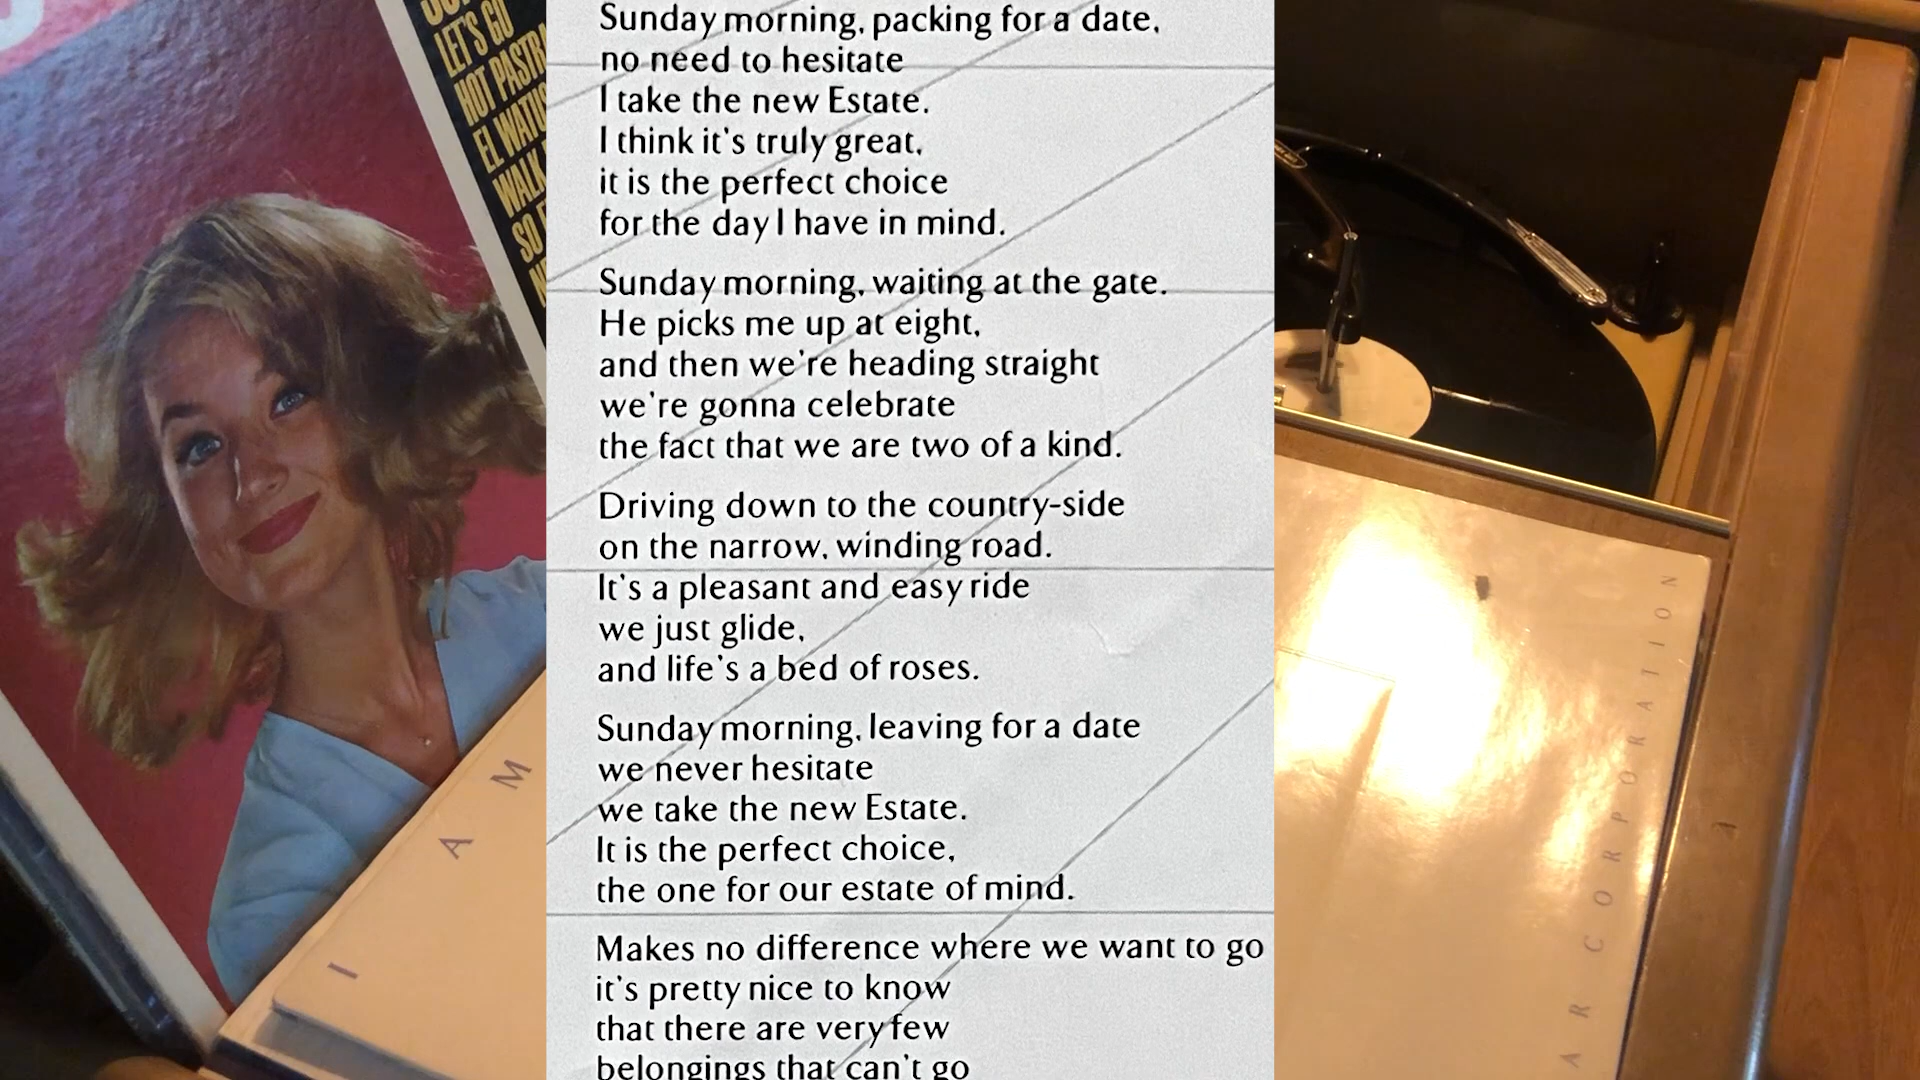 LET'S GO
HOT PASTRA
EL WATUS
WALK
SO F
I A M
Sunday morning, packing for a date,
no need to hesitate
I take the new Estate.
I think it's truly great,
it is the perfect choice
for the day I have in mind.
Sunday morning, waiting at the gate.
He picks me up at eight,
and then we're heading straight
we're gonna celebrate
the fact that we are two of a kind.
Driving down to the country-side
on the narrow, winding road.
It's a pleasant and easy ride
we just glide,
and life's a bed of roses.
Sunday morning, leaving for a date
we never hesitate
we take the new Estate.
It is the perfect choice,
the one for our estate of mind.
Makes no difference where we want to go
it's pretty nice to know
that there are very few
belongings that can't go
A R C O R P O R A T I O N